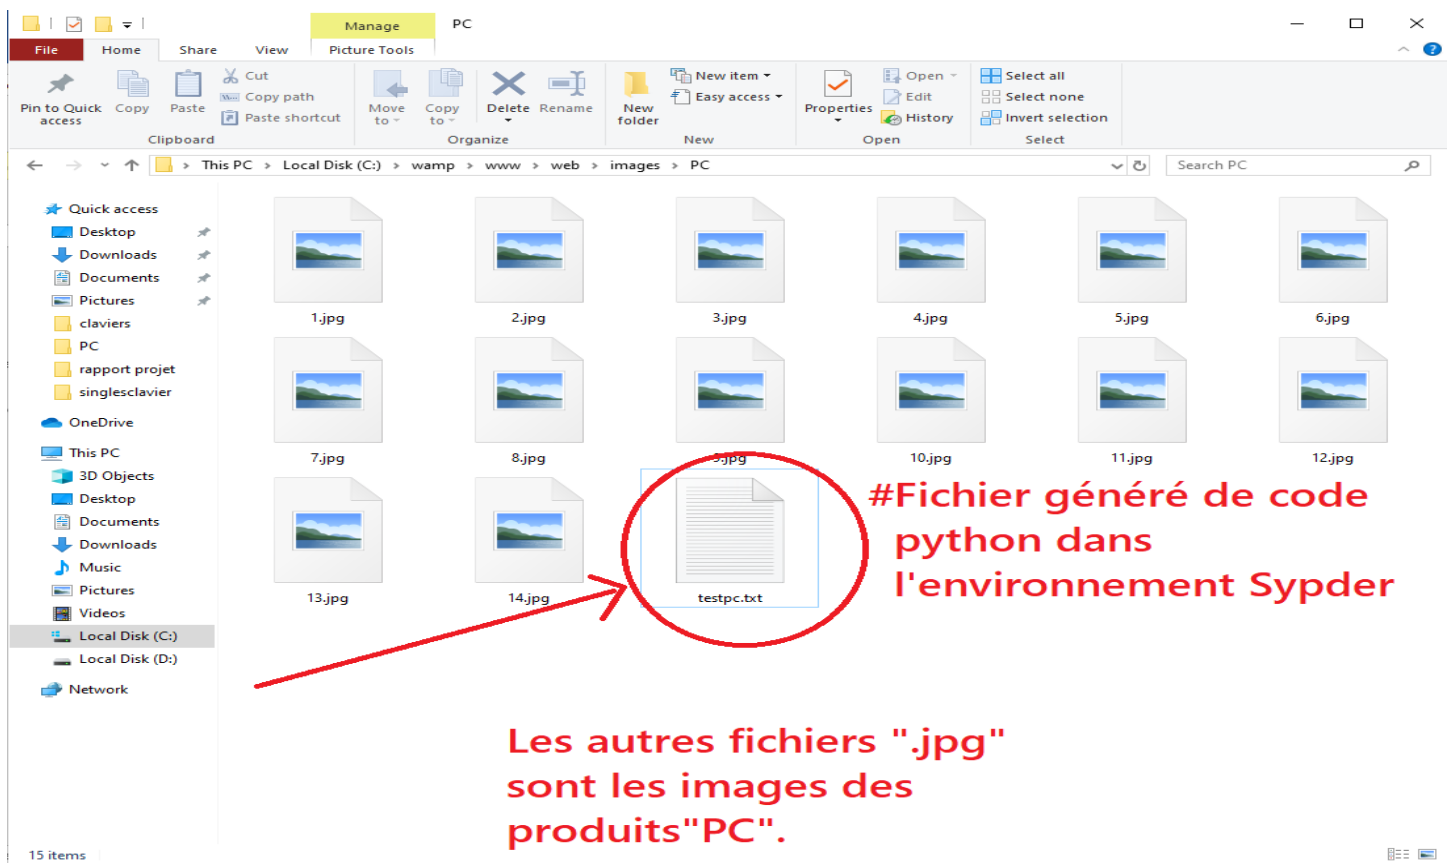 Manage PC
File Home Share View Picture Tools
Pin to Quick access
Copy
Paste
Cut
Copy path
Paste shortcut
Clipboard
Move to
Copy to
Delete
Rename
Organize
New folder
New item
Easy access
New
Properties
Open
Edit
History
Open
Select all
Select none
Invert selection
Select
This PC > Local Disk (C:) > wamp > www > web > images > PC
Search PC
Quick access
Desktop
Downloads
Documents
Pictures
claviers
PC
rapport projet
singlesclavier
OneDrive
This PC
3D Objects
Desktop
Documents
Downloads
Music
Pictures
Videos
Local Disk (C:)
Local Disk (D:)
Network
1.jpg 2.jpg 3.jpg 4.jpg 5.jpg 6.jpg
7.jpg 8.jpg 9.jpg 10.jpg 11.jpg 12.jpg
13.jpg 14.jpg testpc.txt
#Fichier généré de code
python dans
l'environnement Sypder
Les autres fichiers ".jpg"
sont les images des
produits"PC".
15 items